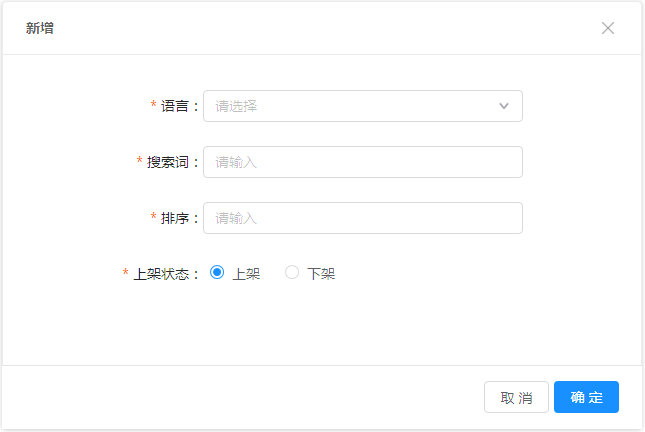 新增
* 语言： 请选择
* 搜索词： 请输入
* 排序： 请输入
* 上架状态： 上架 下架
取 消 确 定